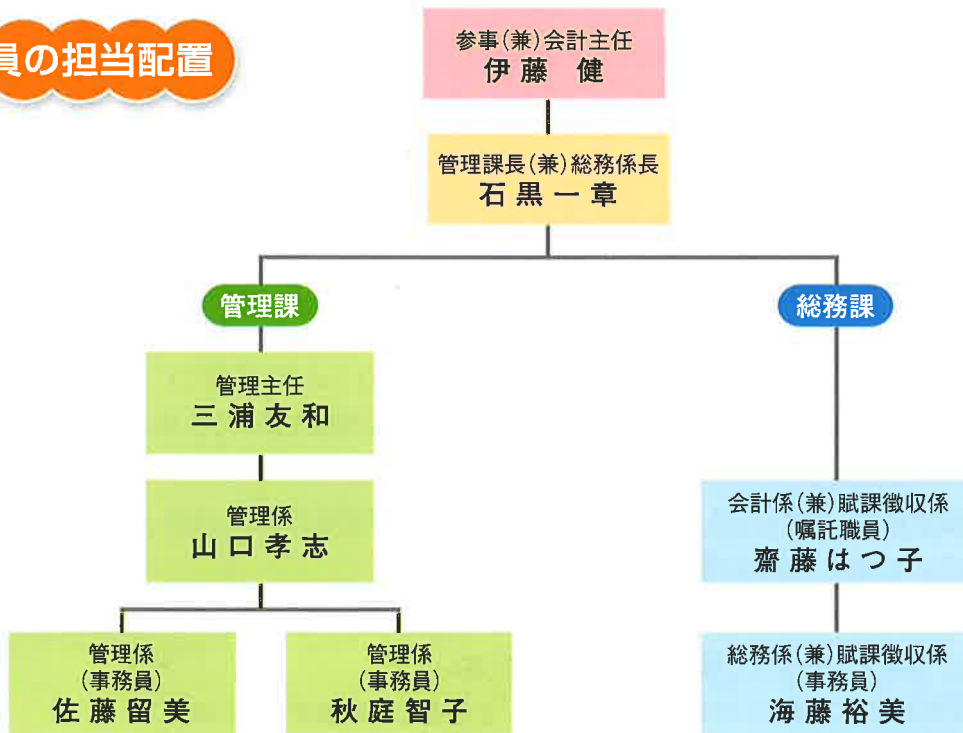 員の担当配置
参事(兼)会計主任
伊藤 健
管理課長(兼)総務係長
石黒一章
管理課
総務課
管理主任
三浦友和
管理係
山口孝志
会計係(兼)賦課徴収係
(嘱託職員)
齋藤はつ子
管理係
(事務員)
佐藤留美
管理係
(事務員)
秋庭智子
総務係(兼)賦課徴収係
(事務員)
海藤裕美